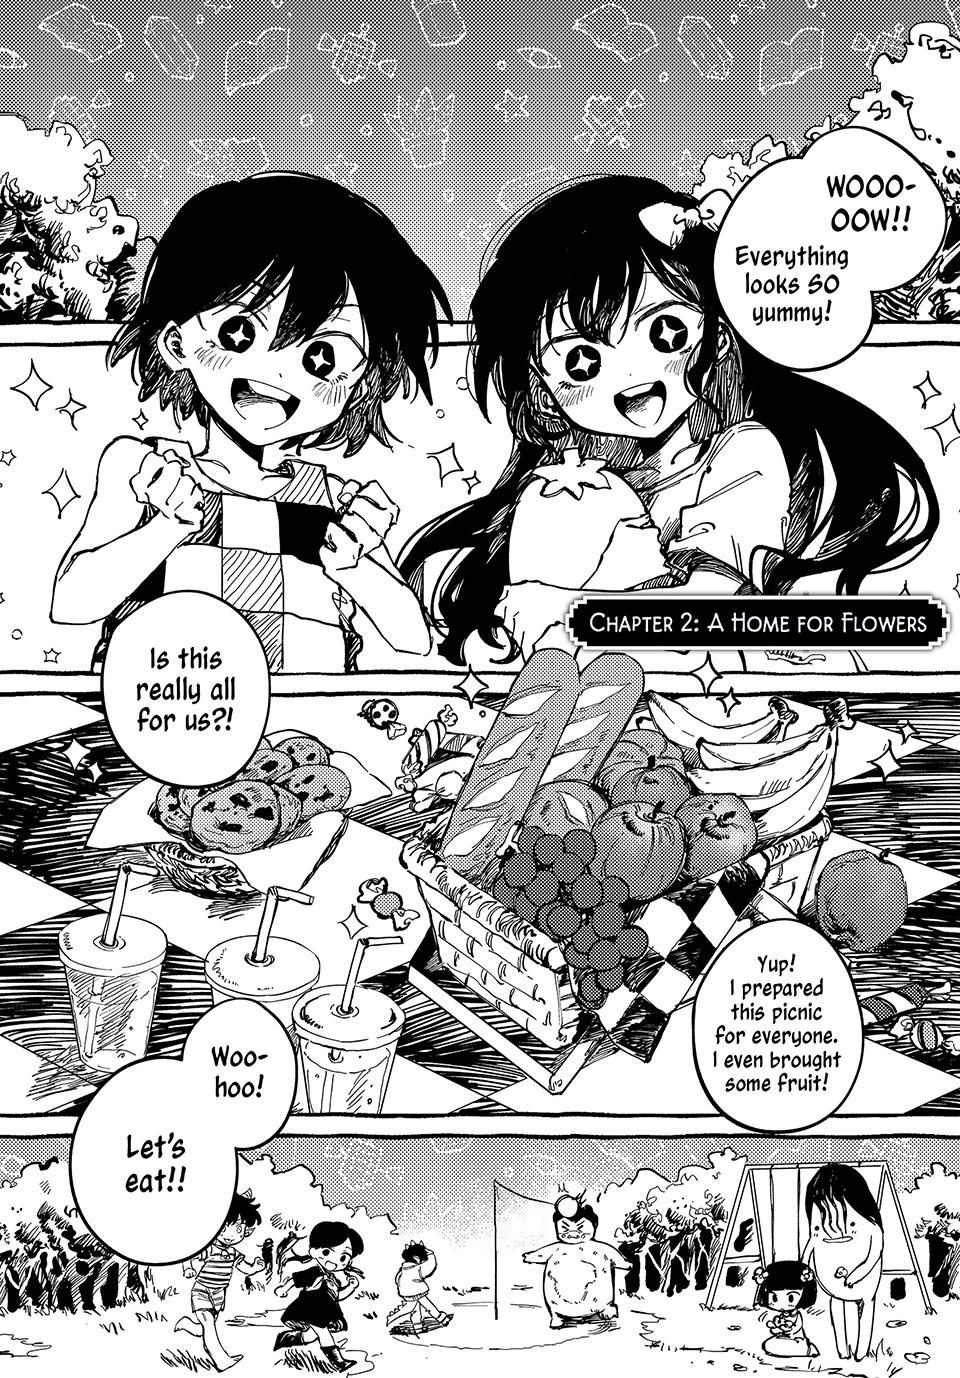 WOOO-
OOW!!
Everything
looks SO
yummy!
CHAPTER 2: A HOME FOR FLOWERS
Is this
really all
for us?!
Yup!
I prepared
this picnic
for everyone.
I even brought
some fruit!
Woo-
hoo!
Let's
eat!!